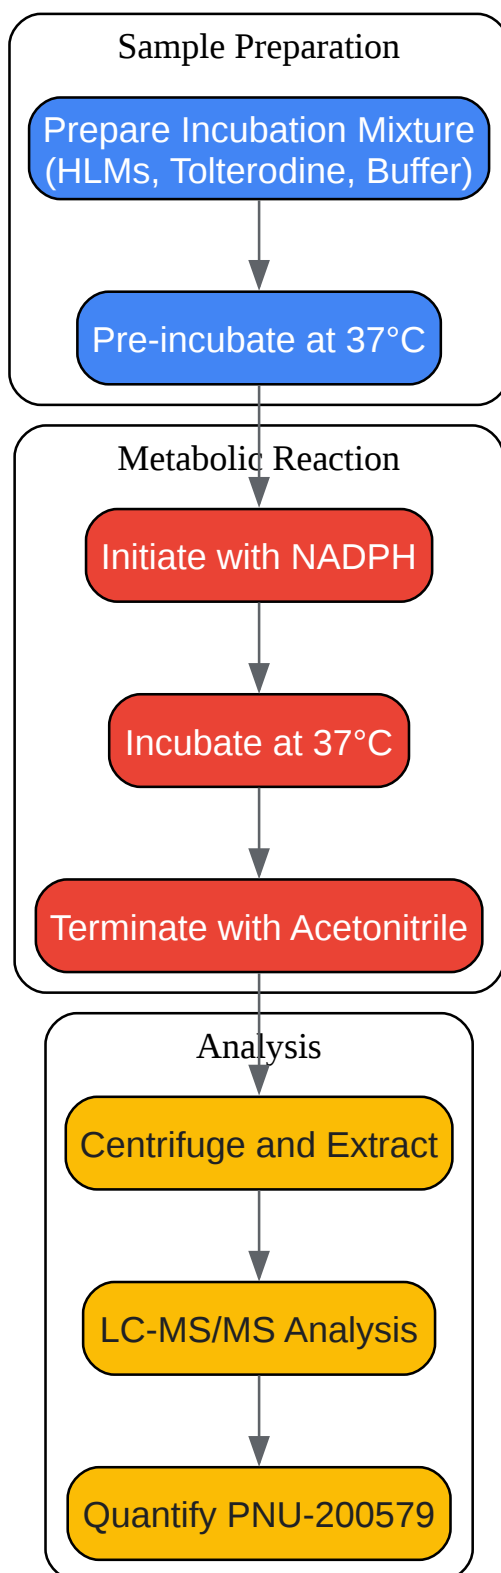 Sample Preparation
Prepare Incubation Mixture
(HLMs, Tolterodine, Buffer)
Pre-incubate at 37°C
Metabolic Reaction
Initiate with NADPH
Incubate at 37°C
Terminate with Acetonitrile
Analysis
Centrifuge and Extract
LC-MS/MS Analysis
Quantify PNU-200579